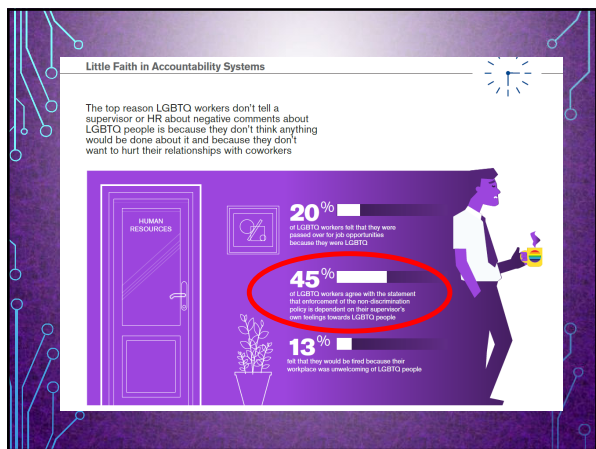 Little Faith in Accountability Systems
The top reason LGBTQ workers don't tell a
supervisor or HR about negative comments about
LGBTQ people is because they don't think anything
would be done about it and because they don't
want to hurt their relationships with coworkers
HUMAN
RESOURCES
20%
of LGBTQ workers felt that they were
passed over for job opportunities
because they were LGBTQ
45%
of LGBTQ workers agree with the statement
that enforcement of the non-discrimination
policy is dependent on their supervisor's
own feelings towards LGBTQ people
13%
felt that they would be fired because their
workplace was unwelcoming of LGBTQ people